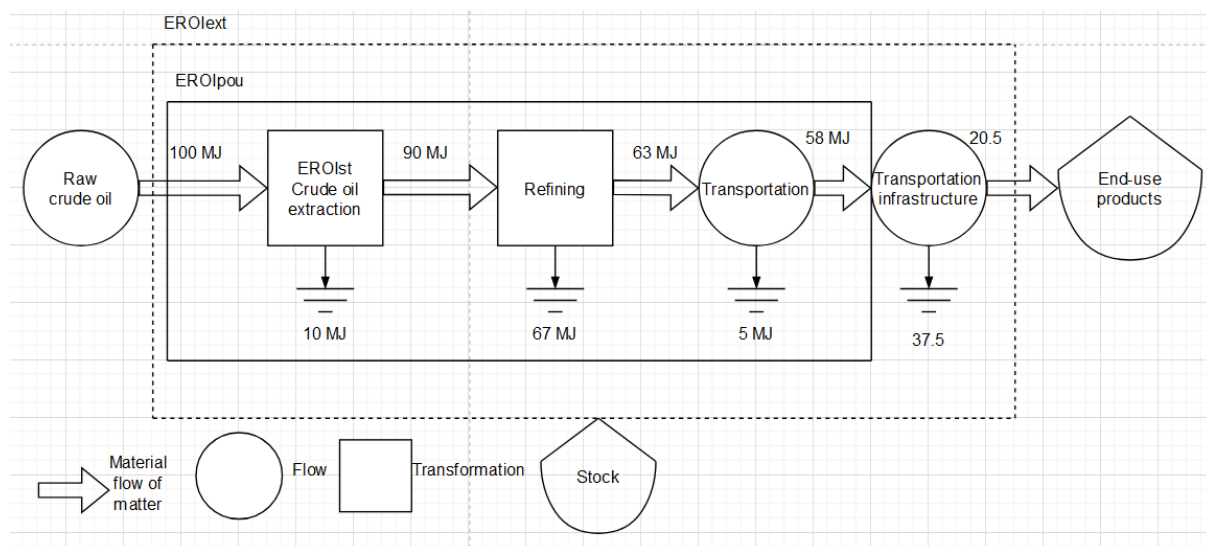 EROIext
EROIpou
100 MJ
90 MJ
63 MJ
58 MJ
20.5
Raw
crude oil
EROIst
Crude oil
extraction
Refining
Transportation
Transportation
infrastructure
End-use
products
10 MJ
67 MJ
5 MJ
37.5
Material
flow of
matter
Flow
Transformation
Stock